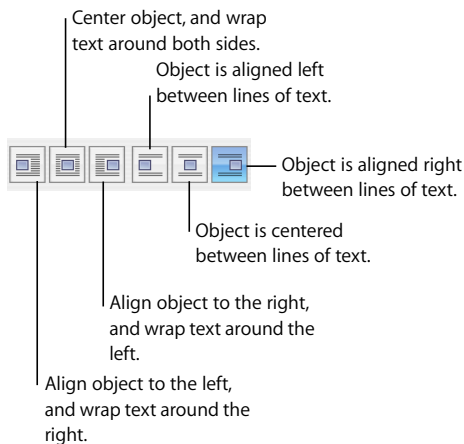 Center object, and wrap
text around both sides.
Object is aligned left
between lines of text.
Object is aligned right
between lines of text.
Object is centered
between lines of text.
Align object to the right,
and wrap text around the
left.
Align object to the left,
and wrap text around the
right.